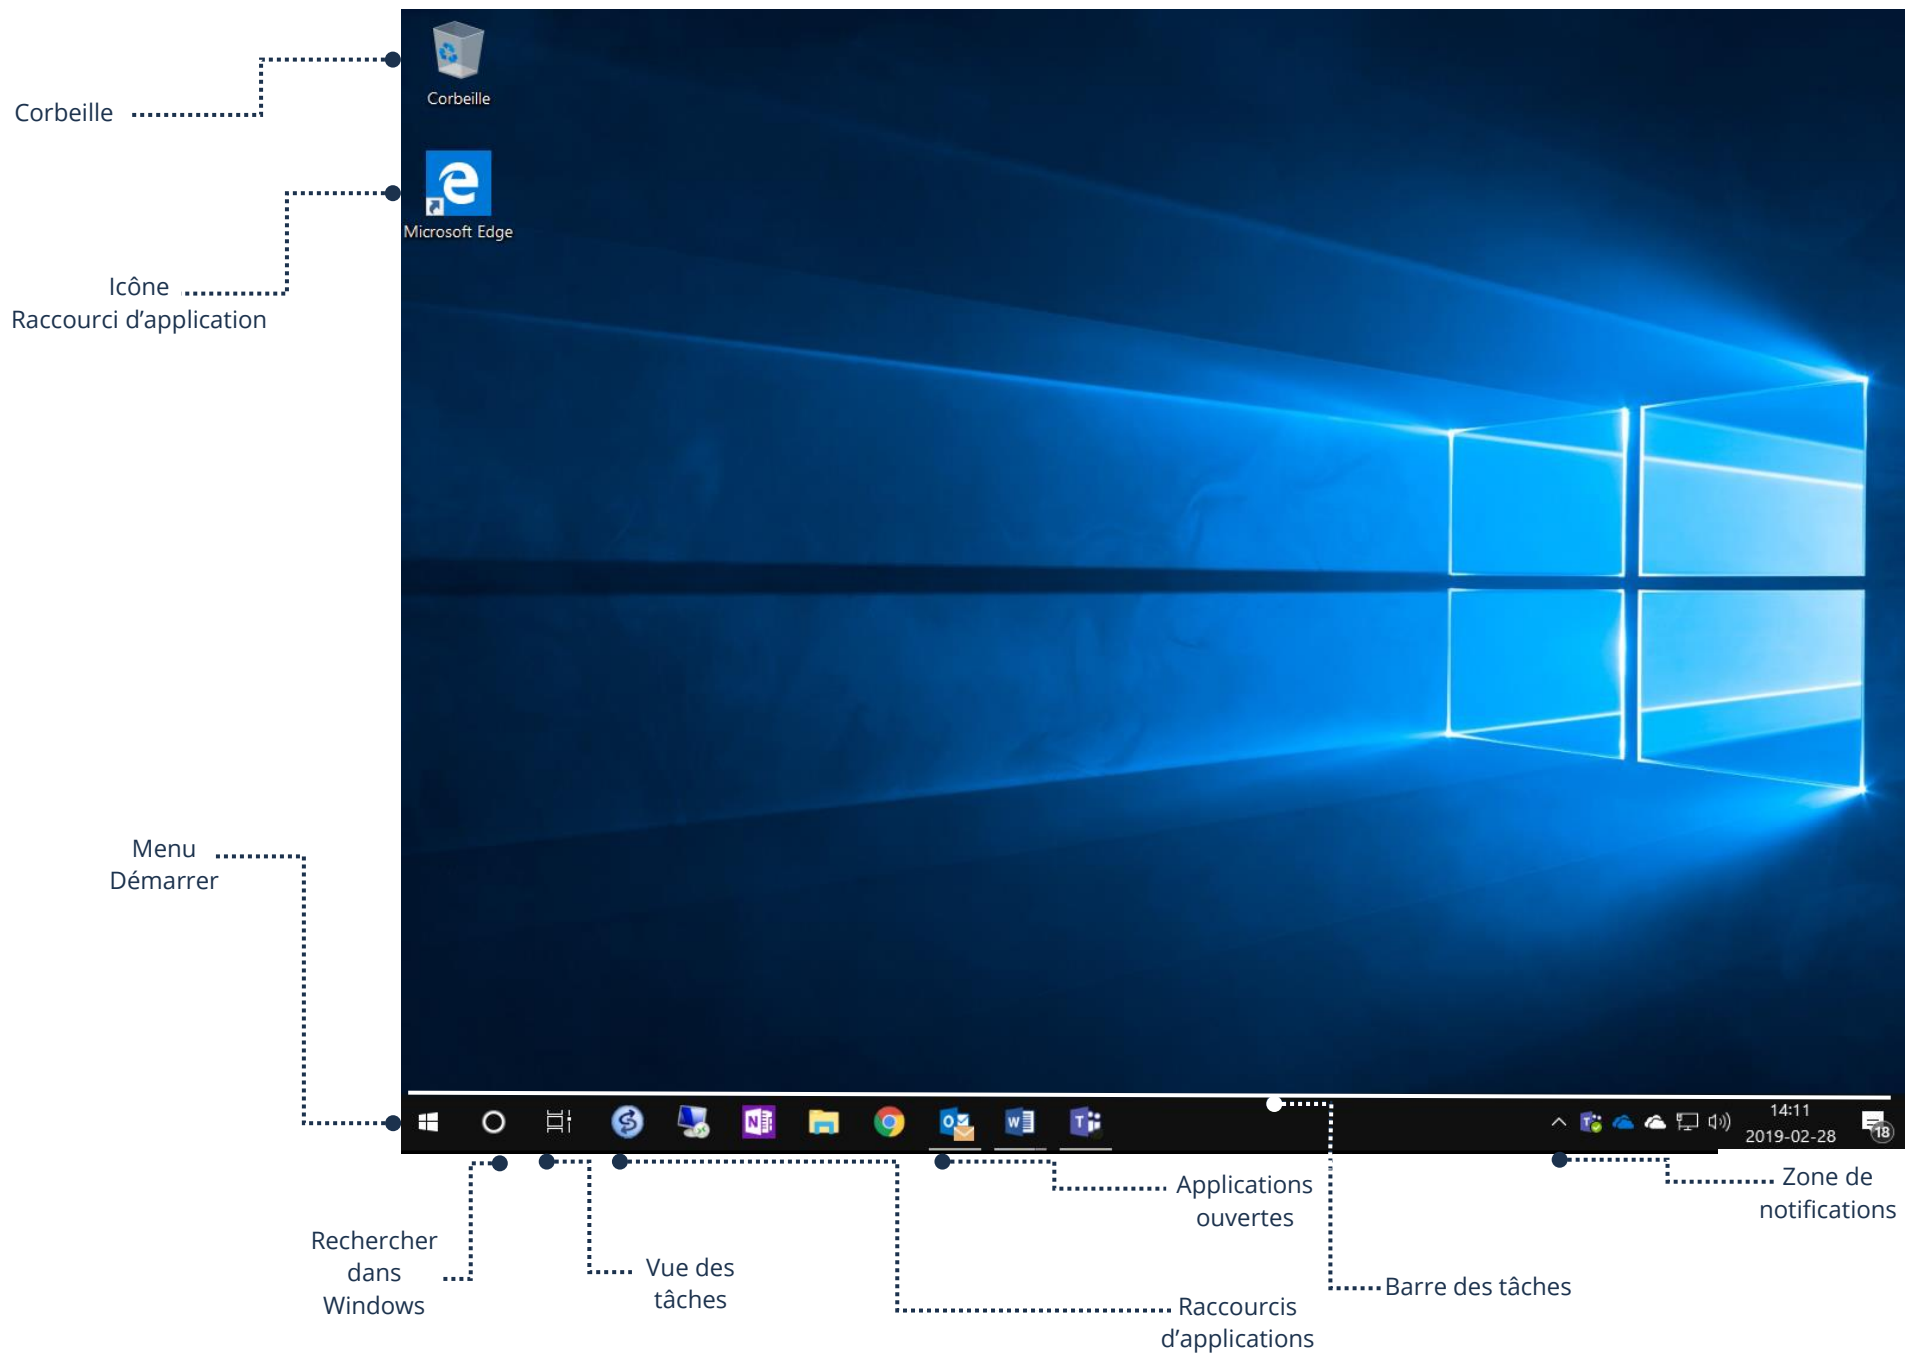 Corbeille
Corbeille
Microsoft Edge
Icône
Raccourci d’application
Menu
Démarrer
14:11
2019-02-28
18
Applications
ouvertes
Zone de
notifications
Rechercher
dans
Windows
Vue des
tâches
Barre des tâches
Raccourcis
d’applications